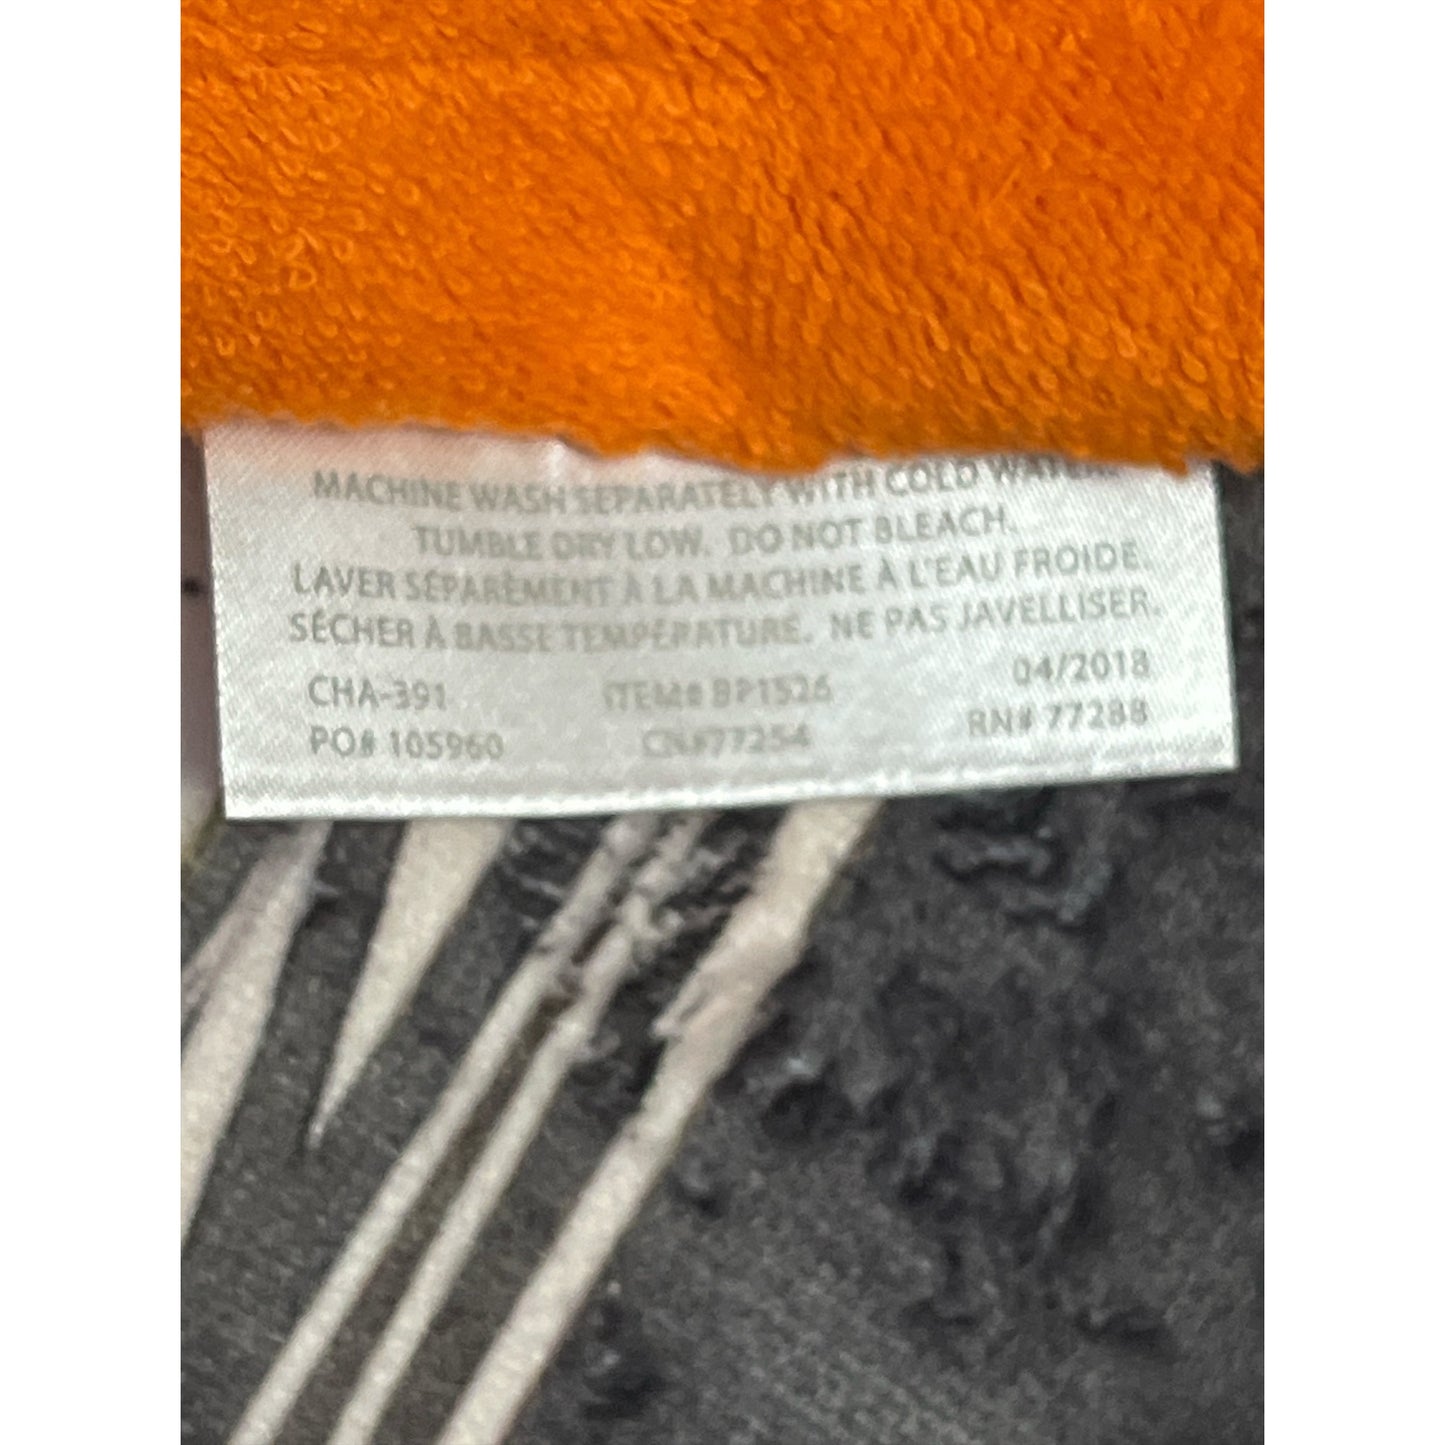 MACHINE WASH SEPARATELY WITH COLD WATER.
TUMBLE DRY LOW. DO NOT BLEACH.
LAVER SÉPARÈMENT À LA MACHINE À L'EAU FROIDE.
SÉCHER À BASSE TEMPÉRATURE. NE PAS JAVELLISER.
CHA-391 ITEM# BP1526 04/2018
PO# 105960 CN#77254 RN# 77288